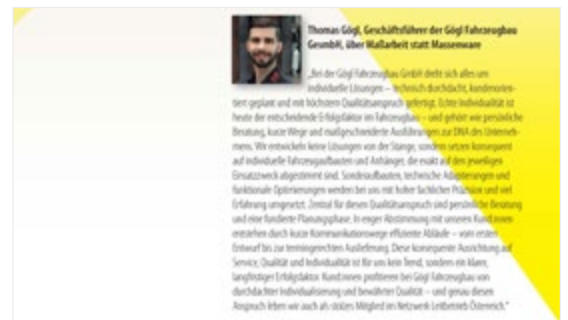 Thomas Gögl, Geschäftsführer der Gögl Fahrzeugbau
GesmbH, über Maßarbeit statt Massenware
„Bei der Gögl Fahrzeugbau GmbH dreht sich alles um
individuelle Lösungen – technisch durchdacht, kundenorien-
tiert geplant und mit höchstem Qualitätsanspruch gefertigt. Echte Individualität ist
heute der entscheidende Erfolgsfaktor im Fahrzeugbau – und gehört wie persönliche
Beratung, kurze Wege und maßgeschneiderte Ausführungen zur DNA des Unterneh-
mens. Wir entwickeln keine Lösungen von der Stange, sondern setzen konsequent
auf individuelle Fahrzeugaufbauten und Anhänger, die exakt auf den jeweiligen
Einsatzzweck abgestimmt sind. Sonderaufbauten, technische Adaptierungen und
funktionale Optimierungen werden bei uns mit hoher fachlicher Präzision und viel
Erfahrung umgesetzt. Zentral für diesen Qualitätsanspruch sind persönliche Beratung
und eine fundierte Planungsphase. In enger Abstimmung mit unseren Kund:innen
entstehen durch kurze Kommunikationswege effiziente Abläufe – vom ersten
Entwurf bis zur termingerechten Auslieferung. Diese konsequente Ausrichtung auf
Service, Qualität und Individualität ist für uns kein Trend, sondern ein klarer,
langfristiger Erfolgsfaktor. Kund:innen profitieren bei Gögl Fahrzeugbau von
durchdachter Individualisierung und bewährter Qualität – und genau diesen
Anspruch leben wir auch als stolzes Mitglied im Netzwerk Leitbetrieb Österreich.“